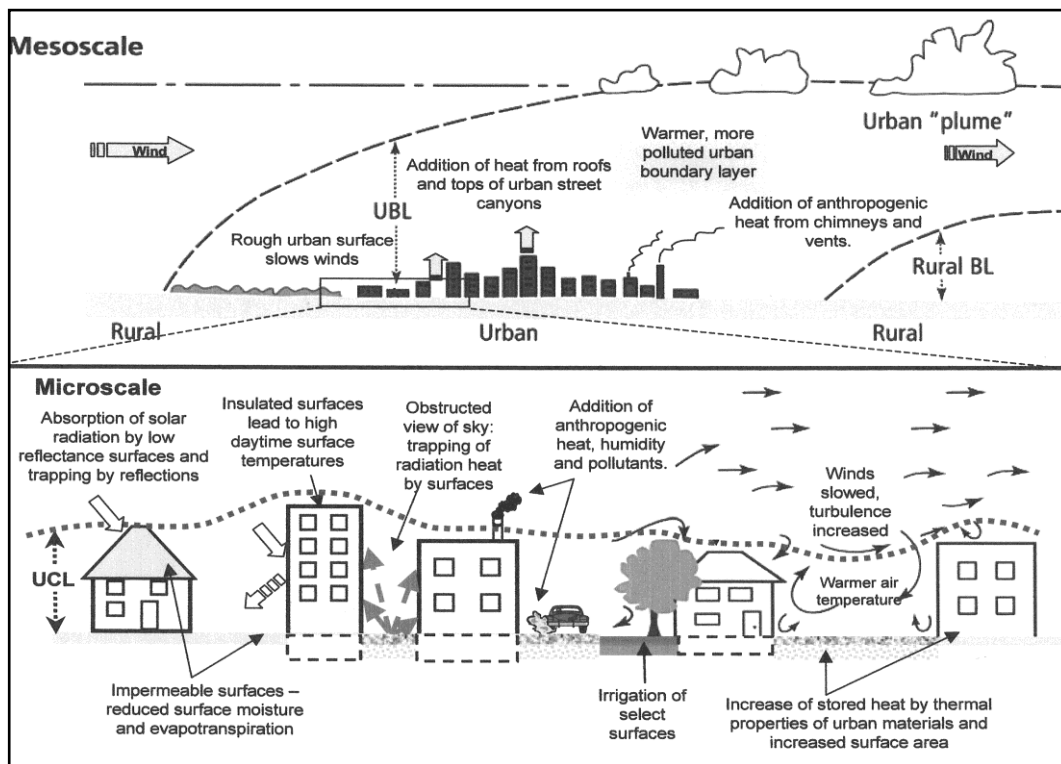 Mesoscale
Urban "plume"
Wind
Wind
Warmer, more
polluted urban
boundary layer
Addition of heat from roofs
and tops of urban street
canyons
UBL
Addition of anthropogenic
heat from chimneys and
vents.
Rough urban surface
slows winds
Rural BL
Rural
Urban
Rural
Microscale
Absorption of solar
radiation by low
reflectance surfaces and
trapping by reflections
Insulated surfaces
lead to high
daytime surface
temperatures
Obstructed
view of sky:
trapping of
radiation heat
by surfaces
Addition of
anthropogenic
heat, humidity
and pollutants.
Winds
slowed,
turbulence
increased
UCL
Warmer air
temperature
Impermeable surfaces –
reduced surface moisture
and evapotranspiration
Irrigation of
select
surfaces
Increase of stored heat by thermal
properties of urban materials and
increased surface area